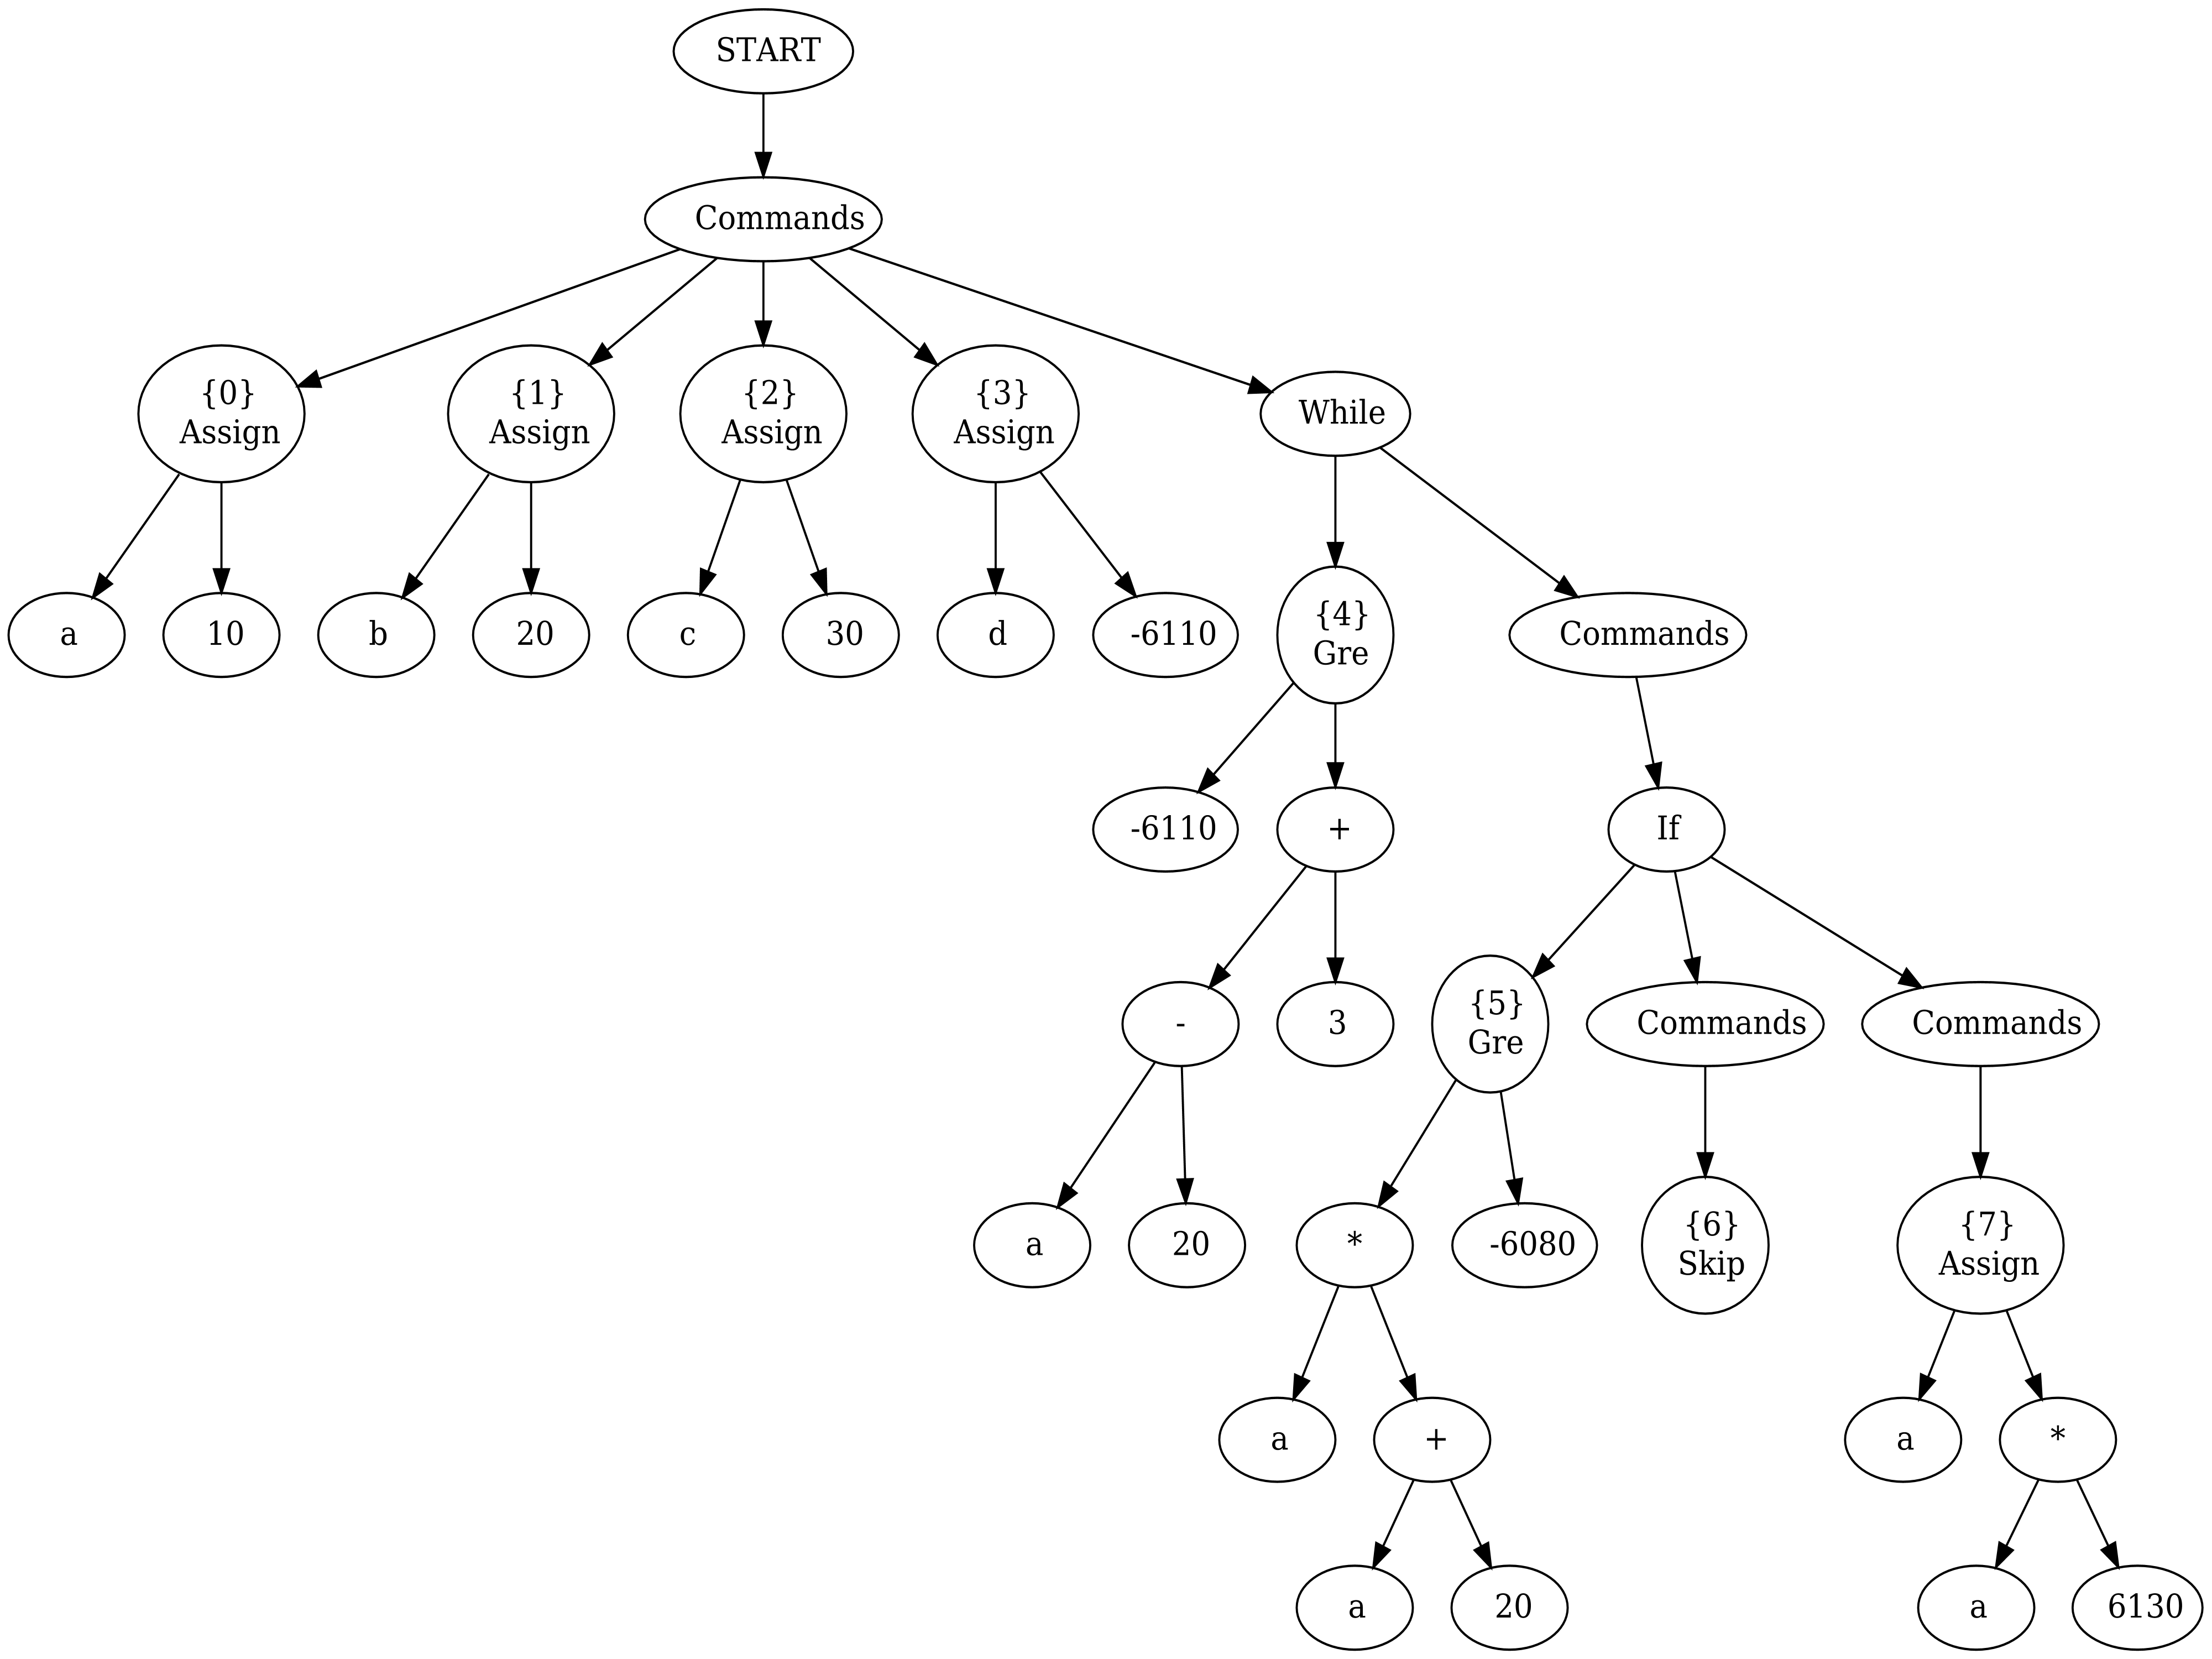 START
Commands
{0}
Assign
{1}
Assign
{2}
Assign
{3}
Assign
While
a
10
b
20
c
30
d
-6110
{4}
Gre
Commands
-6110
+
If
-
3
{5}
Gre
Commands
Commands
a
20
*
-6080
{6}
Skip
{7}
Assign
a
+
a
*
a
20
a
6130